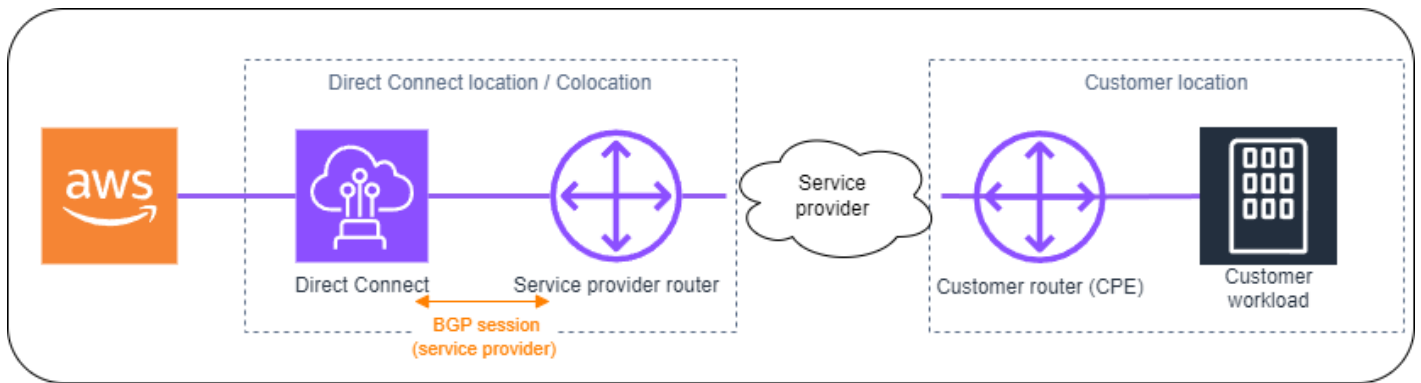 Direct Connect location / Colocation
Customer location
aws
Service
provider
Direct Connect
Service provider router
Customer router (CPE)
Customer
workload
BGP session
(service provider)